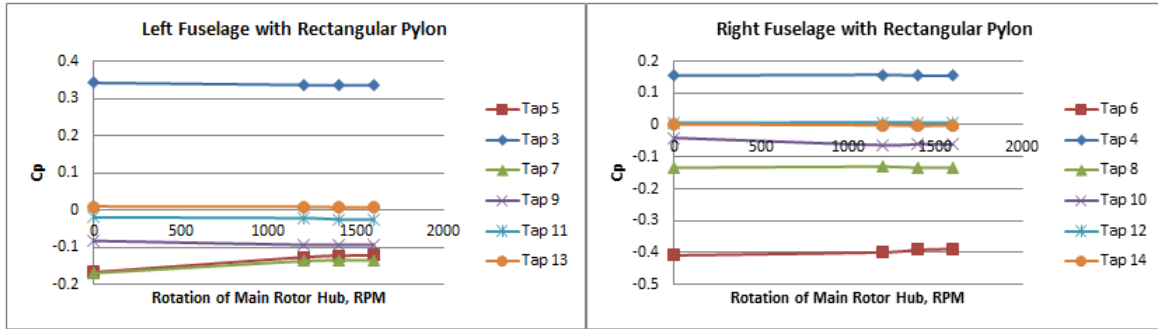 Left Fuselage with Rectangular Pylon
0.4
0.3
0.2
0.1
0
-0.1
-0.2
0
500
1000
1500
2000
Cp
Rotation of Main Rotor Hub, RPM
Tap 5
Tap 3
Tap 7
Tap 9
Tap 11
Tap 13
Right Fuselage with Rectangular Pylon
0.2
0.1
0
-0.1
-0.2
-0.3
-0.4
-0.5
0
500
1000
1500
2000
Cp
Rotation of Main Rotor Hub, RPM
Tap 6
Tap 4
Tap 8
Tap 10
Tap 12
Tap 14